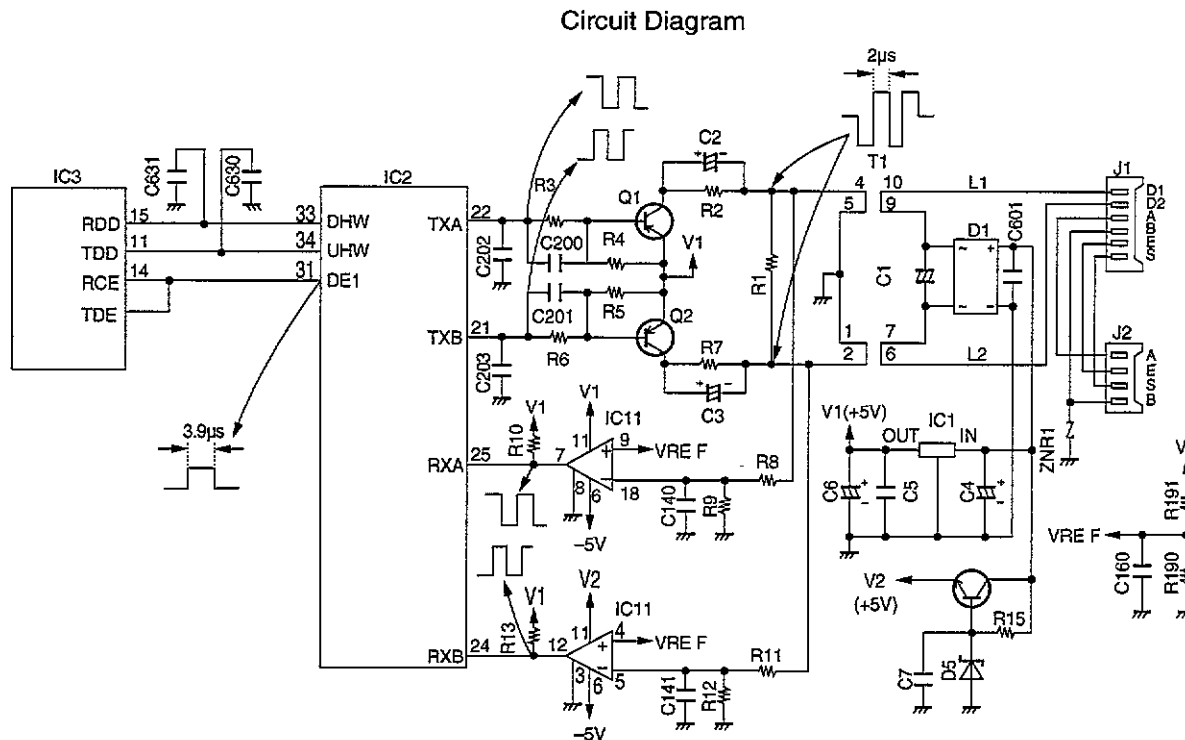 Circuit Diagram
2µs
C631
C630
C2
T1
IC3
IC2
R3
Q1
J1
4
10
L1
D1
D2
A
B
E
S
RDD
15
33
DHW
TXA
22
R2
5
9
C601
TDD
11
34
UHW
C202
C200
R4
V1
D1
~
+
RCE
14
31
DE1
R1
C1
TDE
C201
R5
~
−
TXB
21
R6
Q2
R7
1
7
J2
2
6
L2
A
E
S
B
C203
C3
3.9µs
V1
R10
V1
IC11
11
9
VRE F
V1(+5V)
OUT
IC1
IN
ZNR1
RXA
25
7
+
−
8
6
18
R8
C140
R9
C6
+
−
C5
C4
+
−
V
R191
−5V
VRE F
C160
R190
V1
R13
V2
IC11
11
4
VRE F
V2
(+5V)
RXB
24
12
+
−
3
6
5
R11
C141
R12
R15
C7
D5
−5V